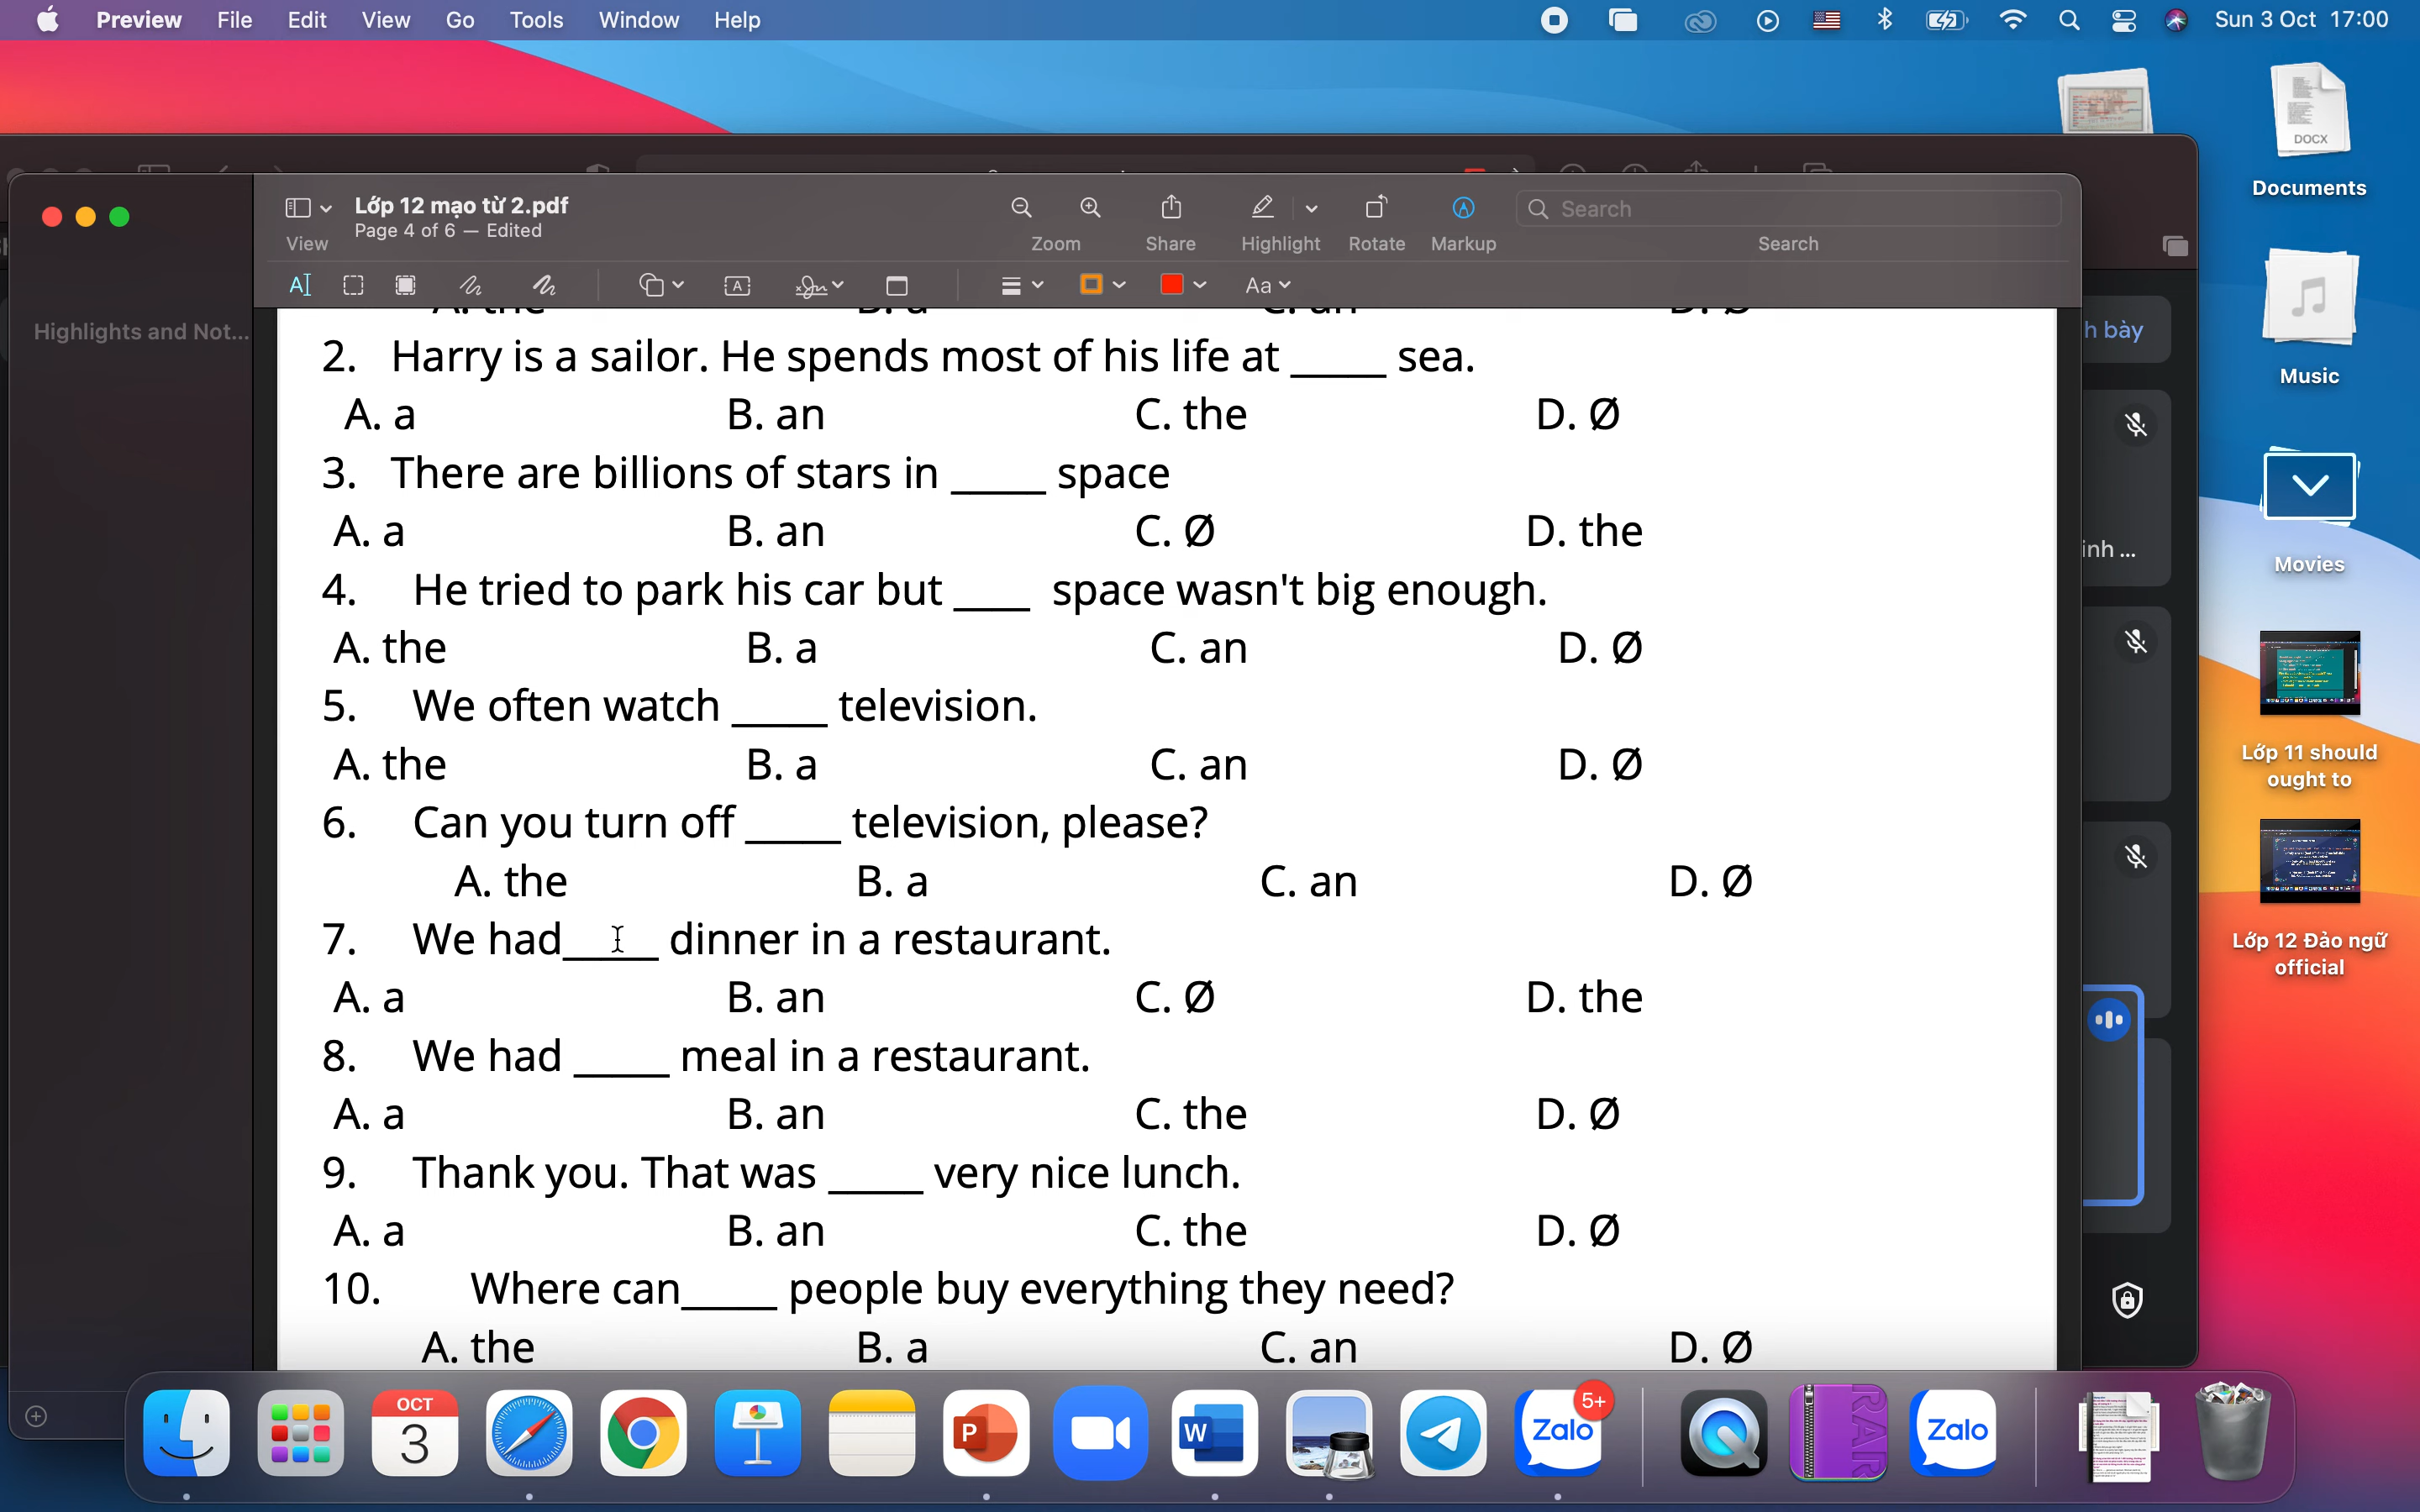 Preview File Edit View Go Tools Window Help Sun 3 Oct 17:00
Lớp 12 mạo từ 2.pdf
Page 4 of 6 — Edited
Search
View Zoom Share Highlight Rotate Markup Search
Aa
Highlights and Not...
2. Harry is a sailor. He spends most of his life at _____ sea.
A. a B. an C. the D. Ø
3. There are billions of stars in _____ space
A. a B. an C. Ø D. the
4. He tried to park his car but ____ space wasn't big enough.
A. the B. a C. an D. Ø
5. We often watch _____ television.
A. the B. a C. an D. Ø
6. Can you turn off _____ television, please?
A. the B. a C. an D. Ø
7. We had_____ dinner in a restaurant.
A. a B. an C. Ø D. the
8. We had _____ meal in a restaurant.
A. a B. an C. the D. Ø
9. Thank you. That was _____ very nice lunch.
A. a B. an C. the D. Ø
10. Where can_____ people buy everything they need?
A. the B. a C. an D. Ø
h bày
inh ...
DOCX
Documents
Music
Movies
Lớp 11 should
ought to
Lớp 12 Đảo ngữ
official
OCT
3
P
W
Zalo
5+
RAR
Zalo